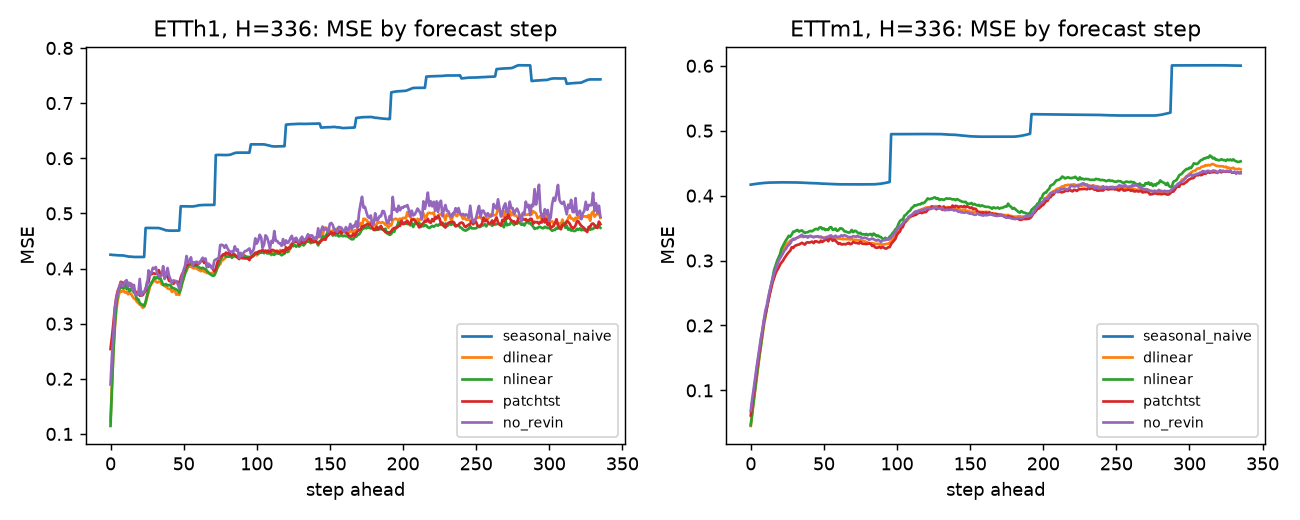 ETTh1, H=336: MSE by forecast step
MSE
0.8
0.7
0.6
0.5
0.4
0.3
0.2
0.1
0
50
100
150
200
250
300
350
step ahead
seasonal_naive
dlinear
nlinear
patchtst
no_revin
ETTm1, H=336: MSE by forecast step
MSE
0.6
0.5
0.4
0.3
0.2
0.1
0
50
100
150
200
250
300
350
step ahead
seasonal_naive
dlinear
nlinear
patchtst
no_revin